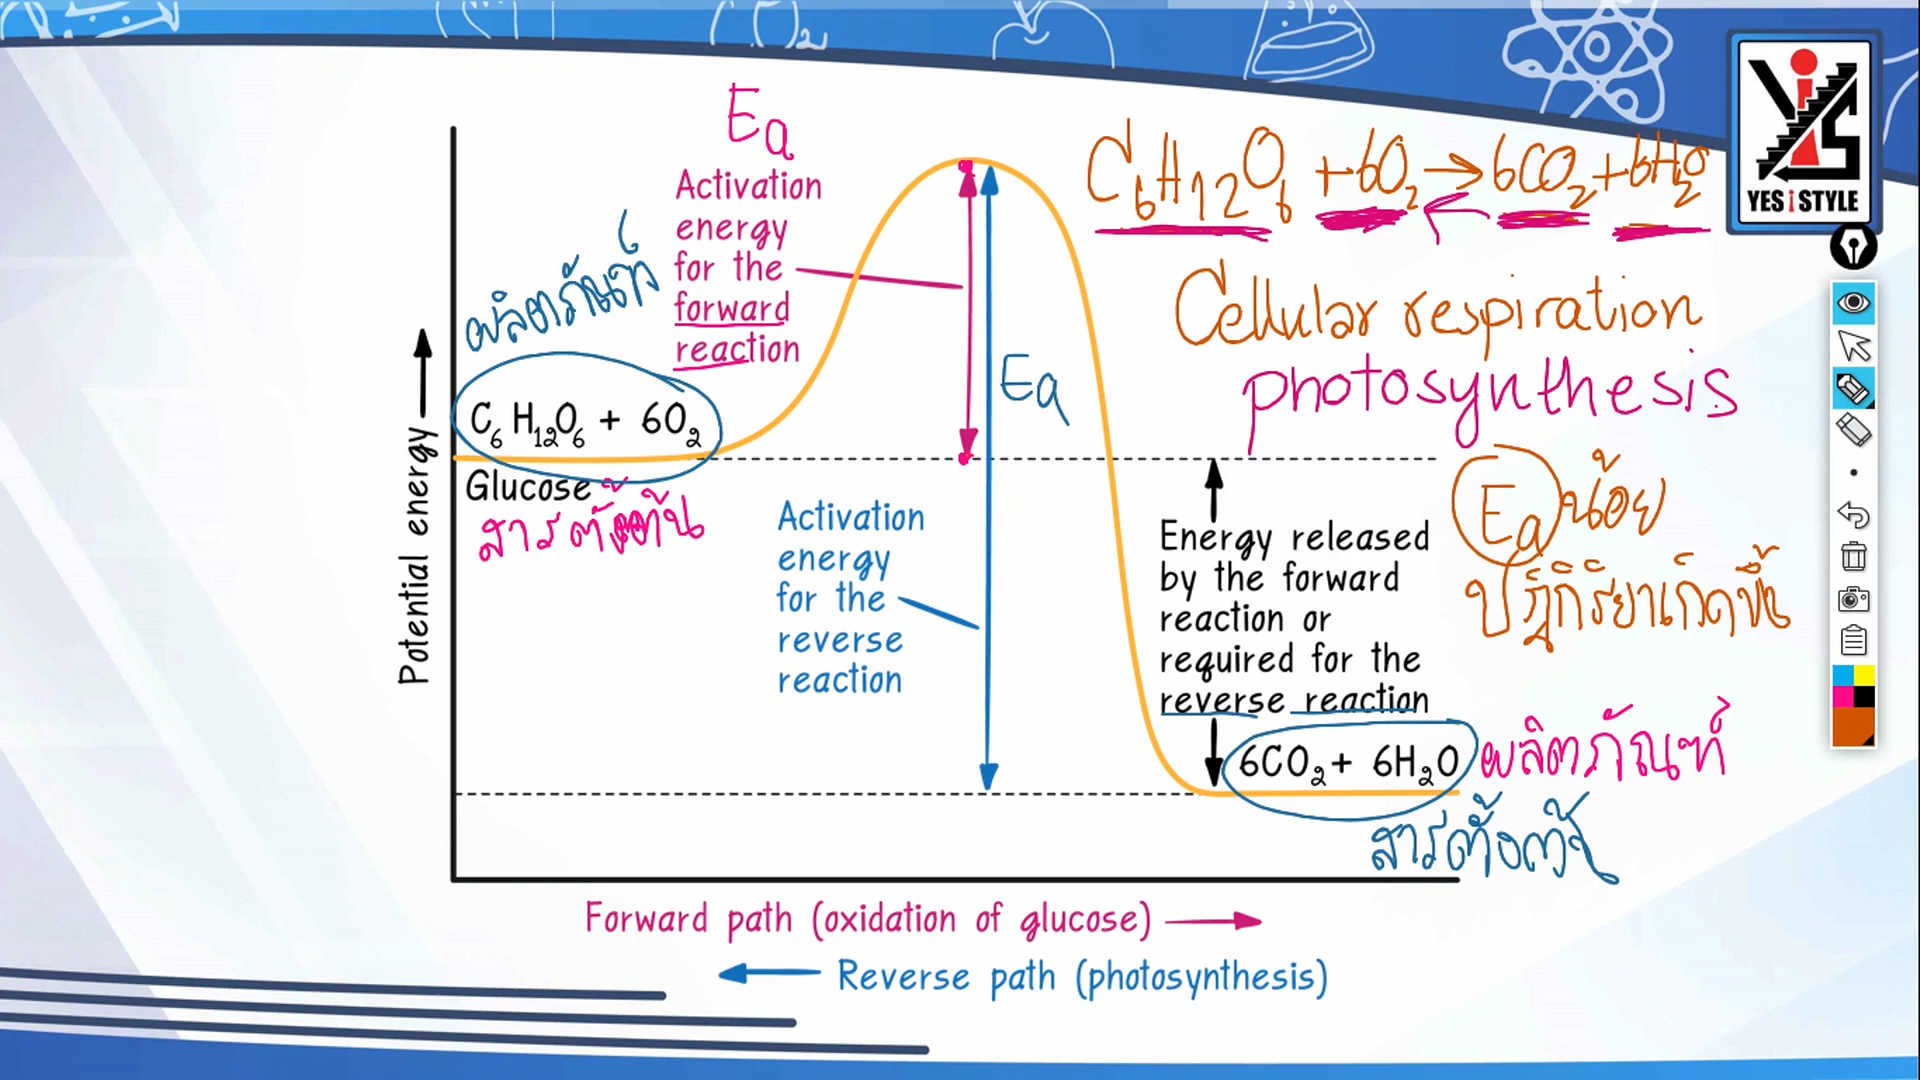 Ea
Activation
energy
for the
forward
reaction
C6H12O6 + 6O2 → 6CO2 + 6H2O
YES i STYLE
Cellular respiration
photosynthesis
ผลิตภัณฑ์
Ea
C6H12O6 + 6O2
Glucose
สารตั้งต้น
Potential energy
Activation
energy
for the
reverse
reaction
Energy released
by the forward
reaction or
required for the
reverse reaction
Ea น้อย
ปฏิกิริยาเกิดขึ้น
6CO2 + 6H2O
ผลิตภัณฑ์
สารตั้งต้น
Forward path (oxidation of glucose)
Reverse path (photosynthesis)